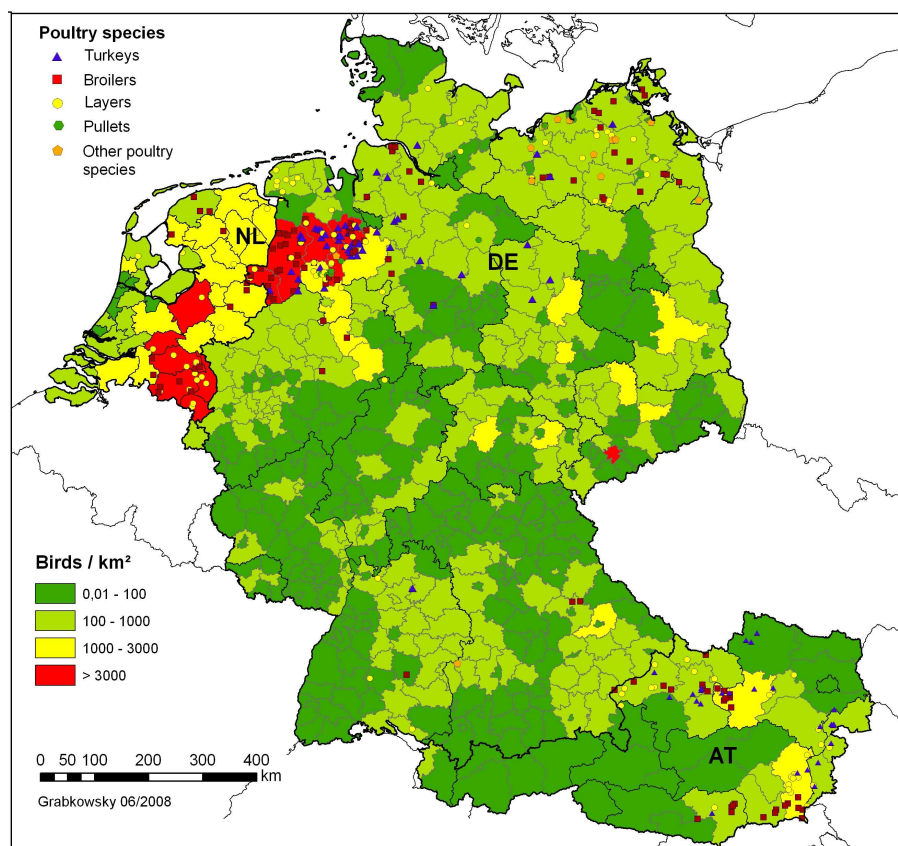 Poultry species
Turkeys
Broilers
Layers
Pullets
Other poultry
species
NL
DE
AT
Birds / km²
0,01 - 100
100 - 1000
1000 - 3000
> 3000
0 50 100 200 300 400
km
Grabkowsky 06/2008